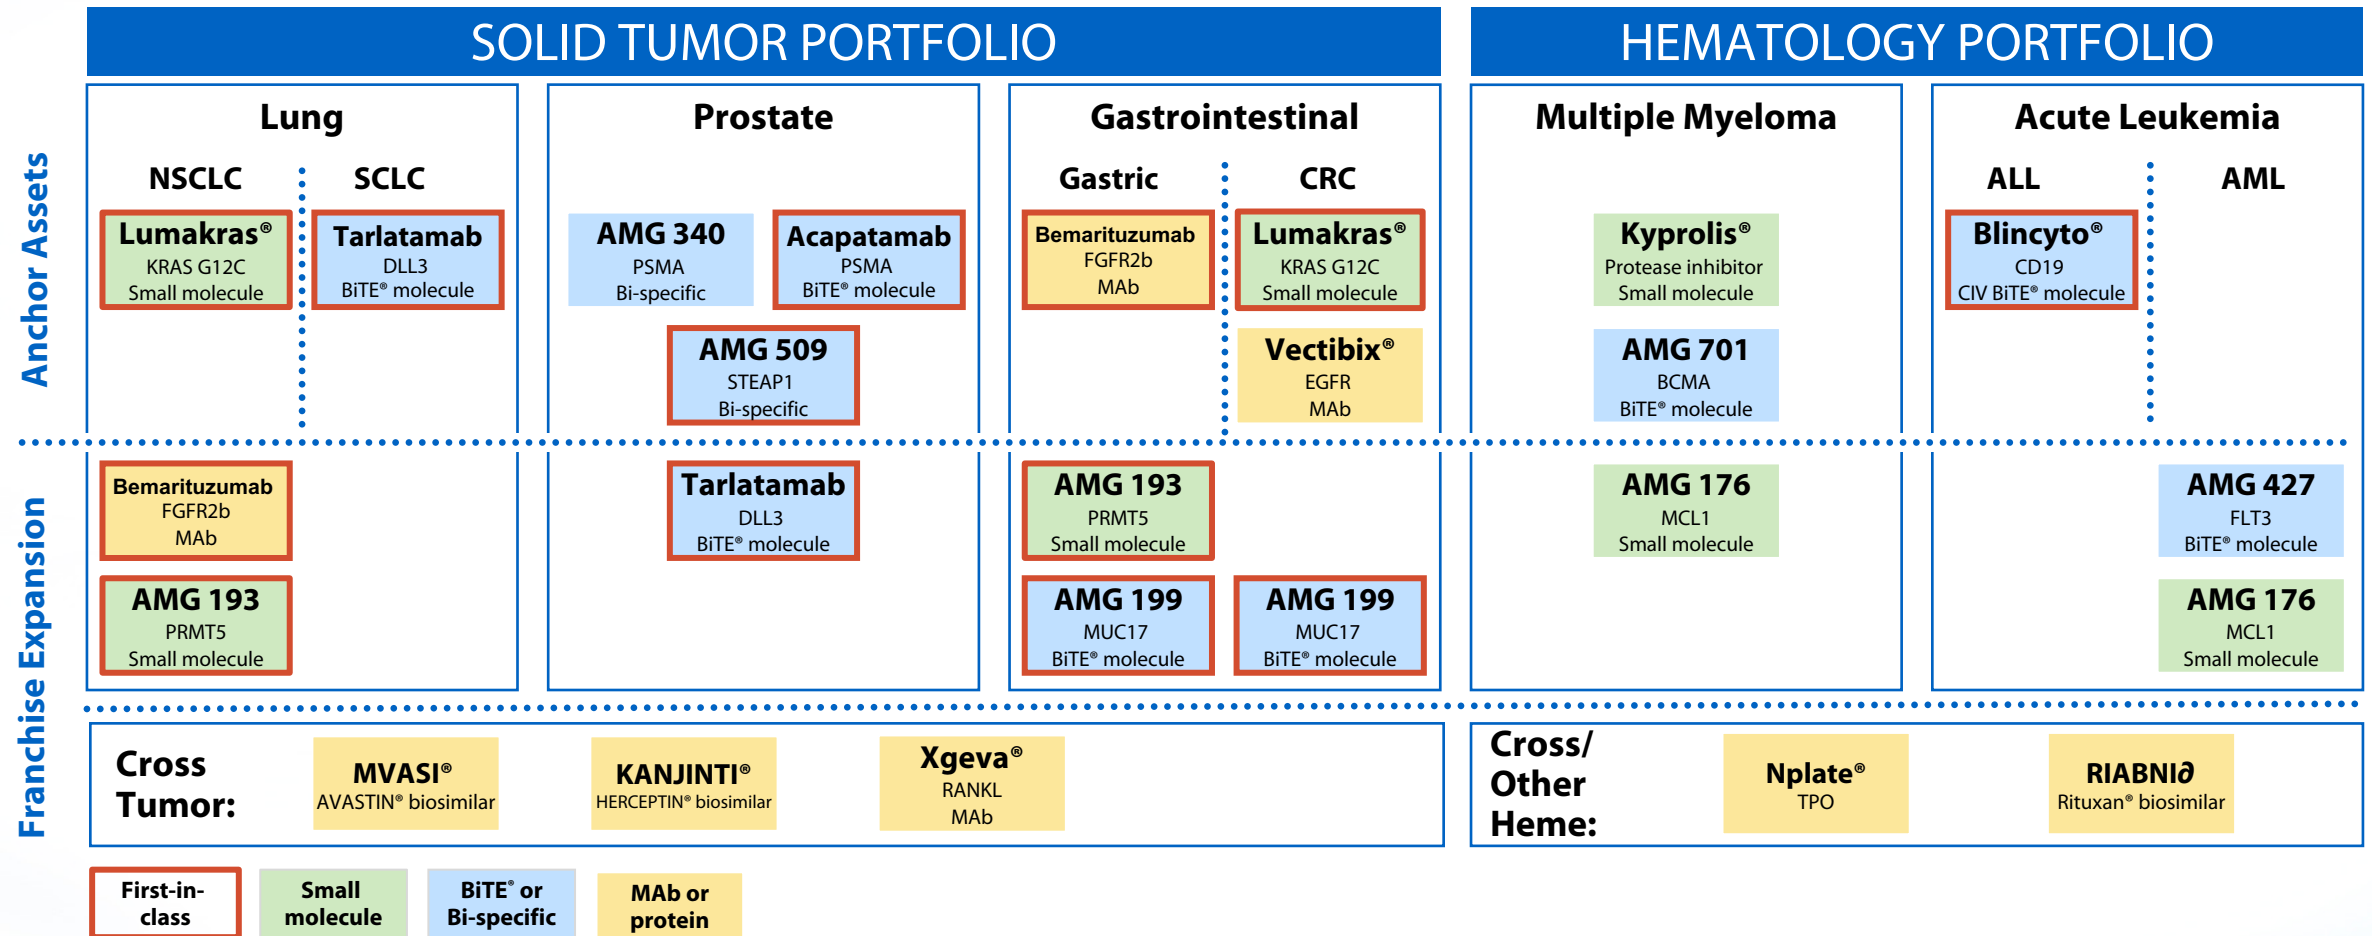 SOLID TUMOR PORTFOLIO
HEMATOLOGY PORTFOLIO
Anchor Assets
Lung
NSCLC
SCLC
Lumakras®
KRAS G12C
Small molecule
Tarlatamab
DLL3
BiTE® molecule
Prostate
AMG 340
PSMA
Bi-specific
Acapatamab
PSMA
BiTE® molecule
AMG 509
STEAP1
Bi-specific
Gastrointestinal
Gastric
CRC
Bemarituzumab
FGFR2b
MAb
Lumakras®
KRAS G12C
Small molecule
Vectibix®
EGFR
MAb
Multiple Myeloma
Kyprolis®
Protease inhibitor
Small molecule
AMG 701
BCMA
BiTE® molecule
Acute Leukemia
ALL
AML
Blincyto®
CD19
CIV BiTE® molecule
Franchise Expansion
Bemarituzumab
FGFR2b
MAb
AMG 193
PRMT5
Small molecule
Tarlatamab
DLL3
BiTE® molecule
AMG 193
PRMT5
Small molecule
AMG 199
MUC17
BiTE® molecule
AMG 199
MUC17
BiTE® molecule
AMG 176
MCL1
Small molecule
AMG 427
FLT3
BiTE® molecule
AMG 176
MCL1
Small molecule
Cross
Tumor:
MVASI®
AVASTIN® biosimilar
KANJINTI®
HERCEPTIN® biosimilar
Xgeva®
RANKL
MAb
Cross/
Other
Heme:
Nplate®
TPO
RIABNI∂
Rituxan® biosimilar
First-in-
class
Small
molecule
BiTE® or
Bi-specific
MAb or
protein